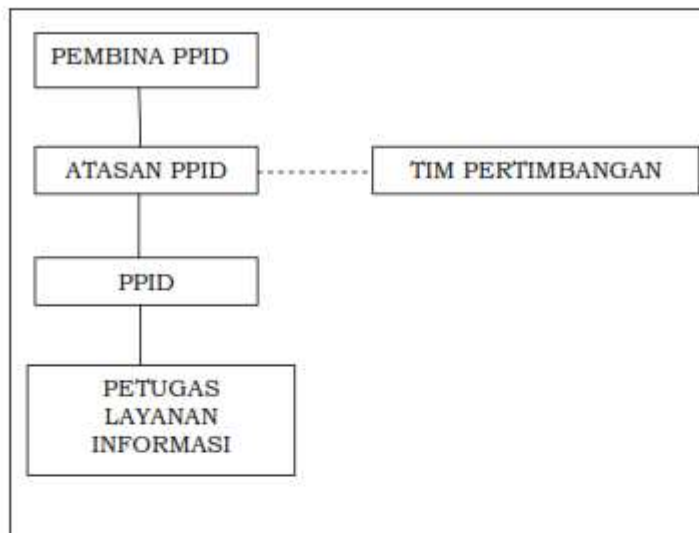 PEMBINA PPID
ATASAN PPID
TIM PERTIMBANGAN
PPID
PETUGAS
LAYANAN
INFORMASI